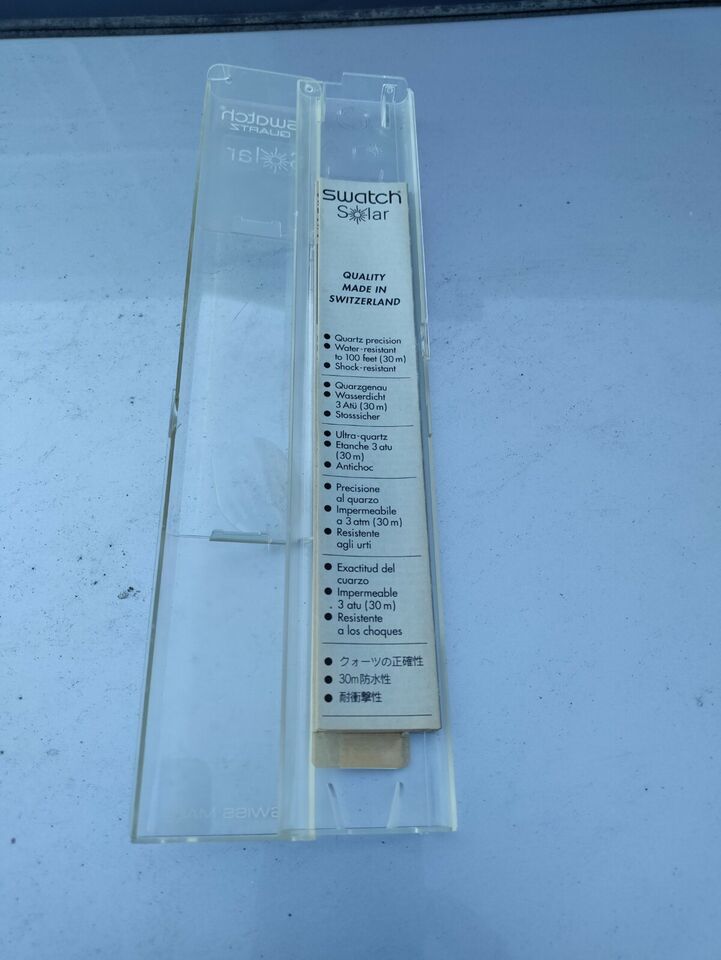 swatch
QUARTZ
Solar
swatch
Solar
QUALITY
MADE IN
SWITZERLAND
● Quartz precision
● Water-resistant
to 100 feet (30 m)
● Shock-resistant
● Quarzgenau
● Wasserdicht
3 Atü (30 m)
● Stosssicher
● Ultra-quartz
● Etanche 3 atu
(30 m)
● Antichoc
● Precisione
al quarzo
● Impermeabile
a 3 atm (30 m)
● Resistente
agli urti
● Exactitud del
cuarzo
● Impermeable
3 atu (30 m)
● Resistente
a los choques
● クォーツの正確性
● 30m防水性
● 耐衝撃性
SWISS